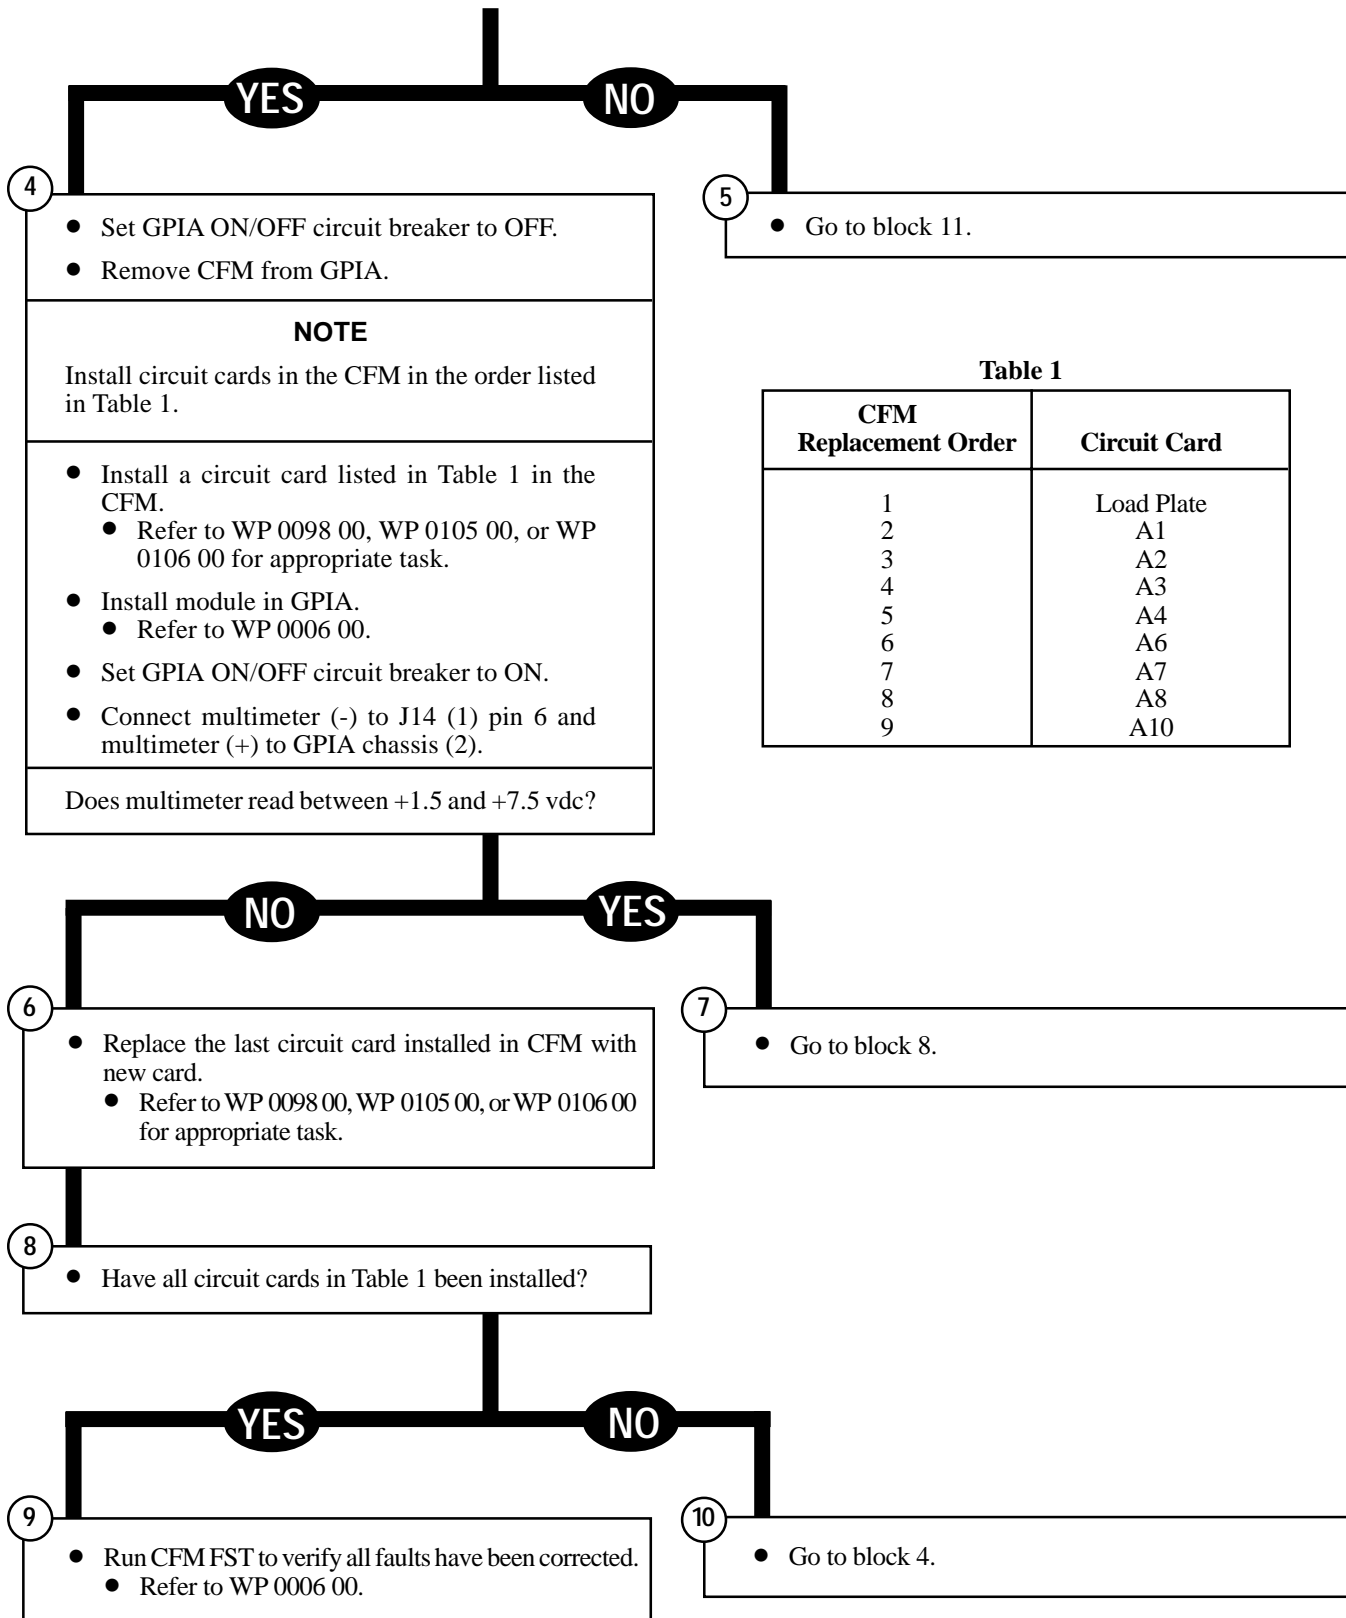 YES
NO
4
• Set GPIA ON/OFF circuit breaker to OFF.
• Remove CFM from GPIA.
NOTE
Install circuit cards in the CFM in the order listed
in Table 1.
• Install a circuit card listed in Table 1 in the
CFM.
• Refer to WP 0098 00, WP 0105 00, or WP
0106 00 for appropriate task.
• Install module in GPIA.
• Refer to WP 0006 00.
• Set GPIA ON/OFF circuit breaker to ON.
• Connect multimeter (-) to J14 (1) pin 6 and
multimeter (+) to GPIA chassis (2).
Does multimeter read between +1.5 and +7.5 vdc?
5
• Go to block 11.
Table 1
CFM
Replacement Order Circuit Card
1 Load Plate
2 A1
3 A2
4 A3
5 A4
6 A6
7 A7
8 A8
9 A10
NO
YES
6
• Replace the last circuit card installed in CFM with
new card.
• Refer to WP 0098 00, WP 0105 00, or WP 0106 00
for appropriate task.
7
• Go to block 8.
8
• Have all circuit cards in Table 1 been installed?
YES
NO
9
• Run CFM FST to verify all faults have been corrected.
• Refer to WP 0006 00.
10
• Go to block 4.